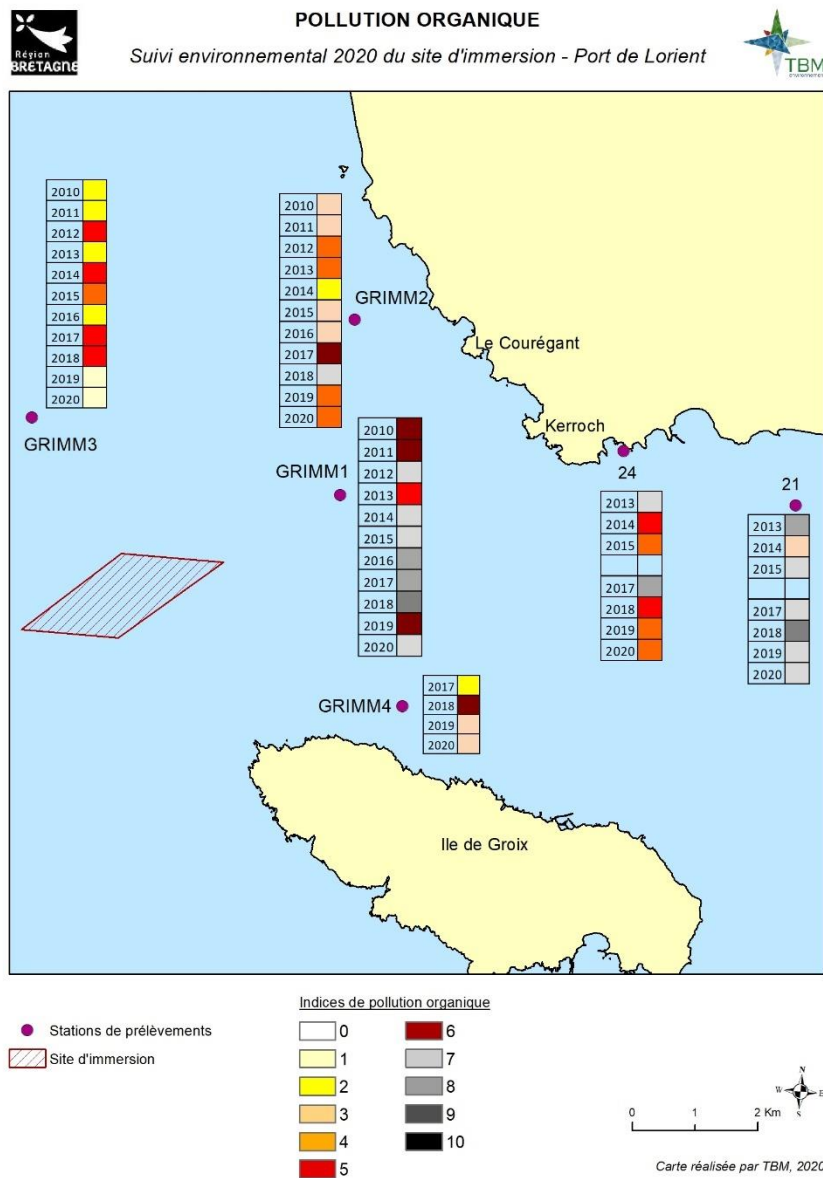 POLLUTION ORGANIQUE
Suivi environnemental 2020 du site d'immersion - Port de Lorient
Région
BRETAGNE
TBM
environnement
2010
2011
2012
2013
2014
2015
2016
2017
2018
2019
2020
GRIMM3
2010
2011
2012
2013
2014
2015
2016
2017
2018
2019
2020
GRIMM2
Le Courégant
Kerroch
GRIMM1
2010
2011
2012
2013
2014
2015
2016
2017
2018
2019
2020
24
2013
2014
2015
2017
2018
2019
2020
21
2013
2014
2015
2017
2018
2019
2020
GRIMM4
2017
2018
2019
2020
Ile de Groix
Stations de prélèvements
Site d'immersion
Indices de pollution organique
0
1
2
3
4
5
6
7
8
9
10
N
W
E
S
0 1 2 Km
Carte réalisée par TBM, 2020